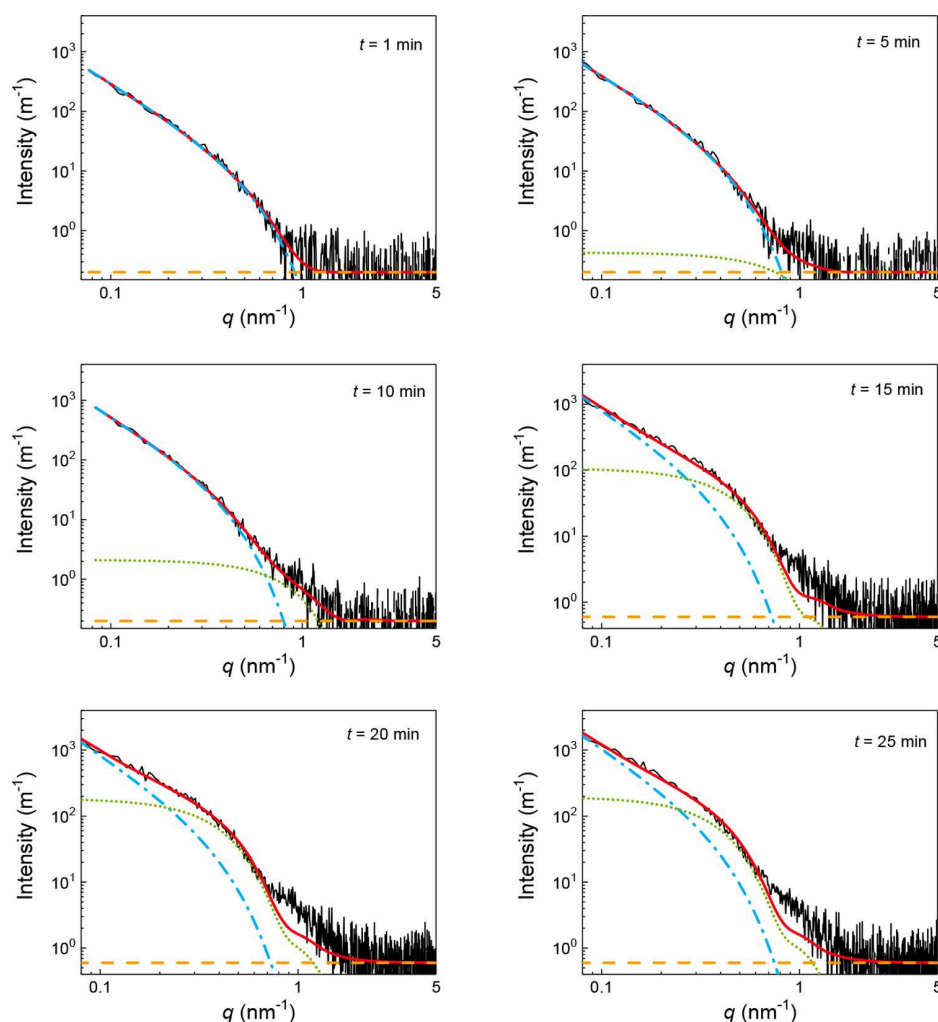 t = 1 min
10³
10²
10¹
10⁰
Intensity (m⁻¹)
0.1
1
5
q (nm⁻¹)
t = 5 min
10³
10²
10¹
10⁰
Intensity (m⁻¹)
0.1
1
5
q (nm⁻¹)
t = 10 min
10³
10²
10¹
10⁰
Intensity (m⁻¹)
0.1
1
5
q (nm⁻¹)
t = 15 min
10³
10²
10¹
10⁰
Intensity (m⁻¹)
0.1
1
5
q (nm⁻¹)
t = 20 min
10³
10²
10¹
10⁰
Intensity (m⁻¹)
0.1
1
5
q (nm⁻¹)
t = 25 min
10³
10²
10¹
10⁰
Intensity (m⁻¹)
0.1
1
5
q (nm⁻¹)